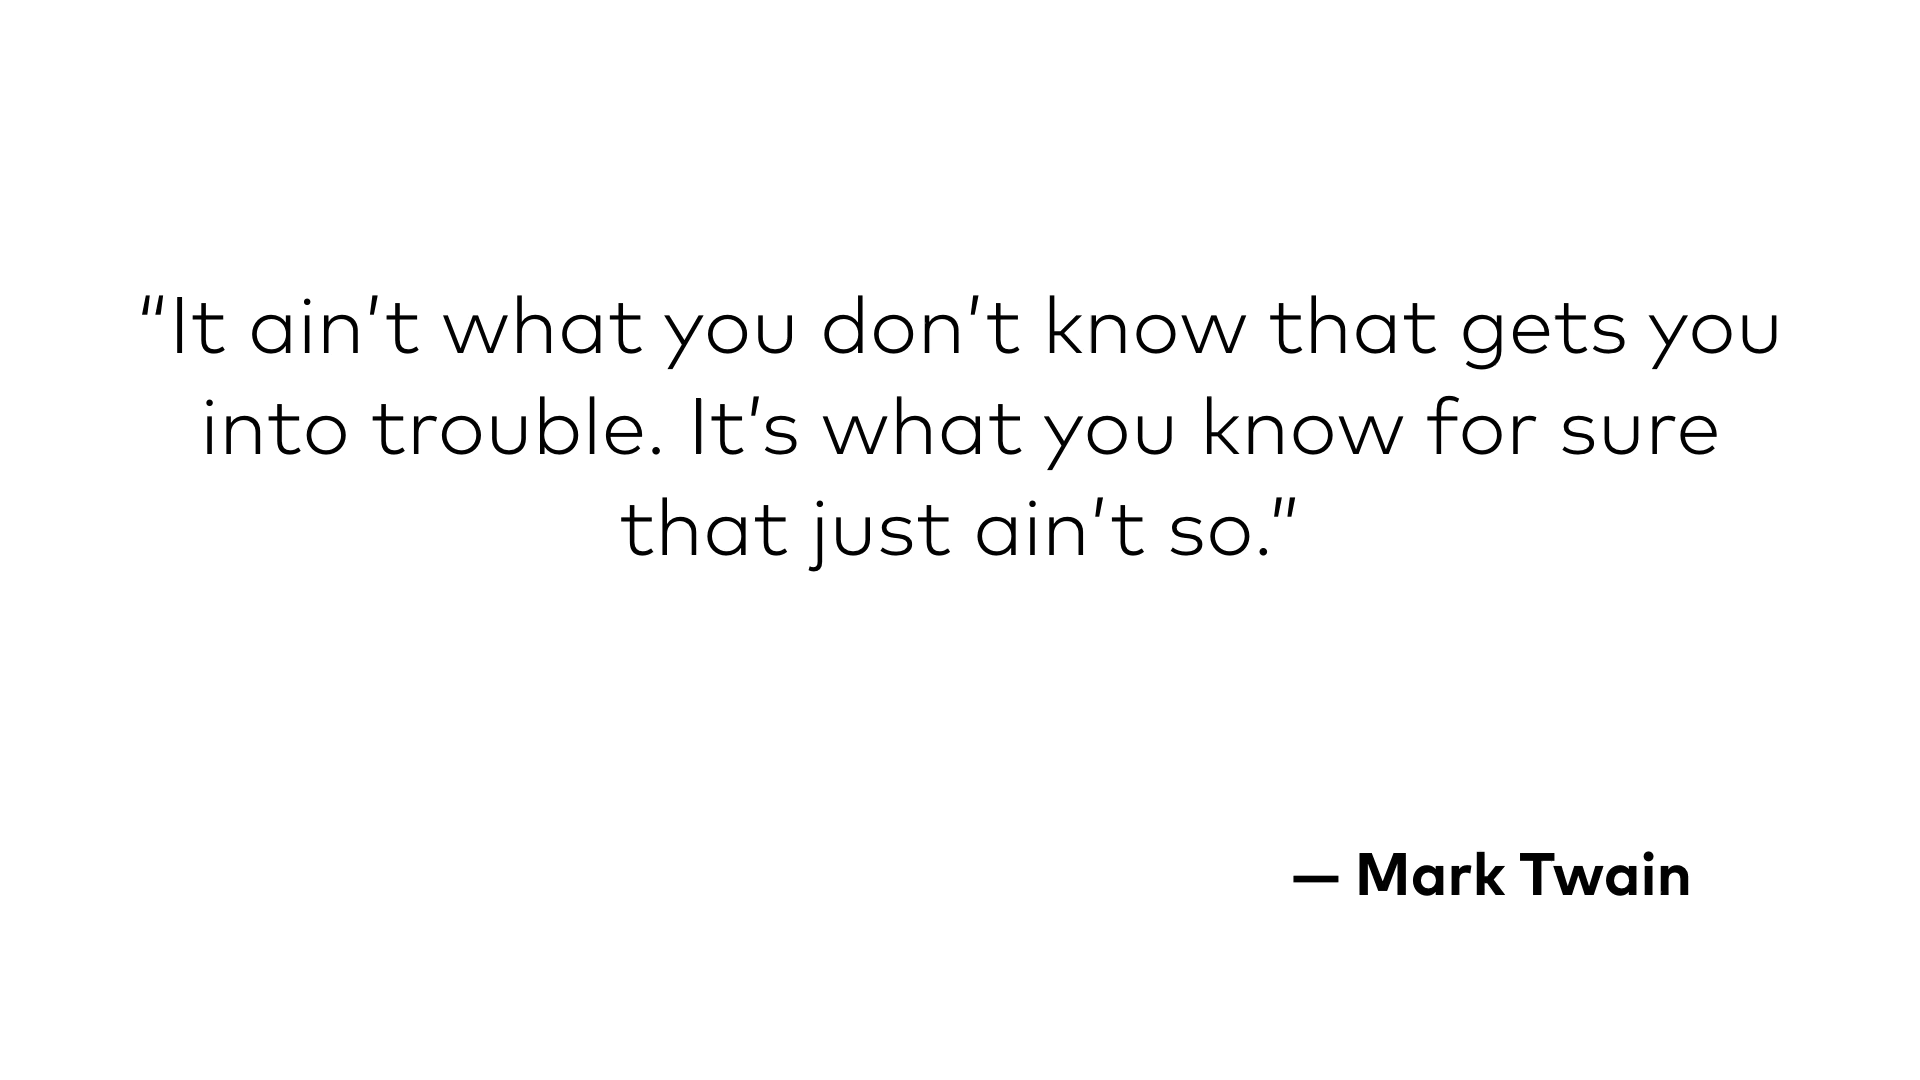 “It ain’t what you don’t know that gets you
into trouble. It’s what you know for sure
that just ain’t so.”
— Mark Twain